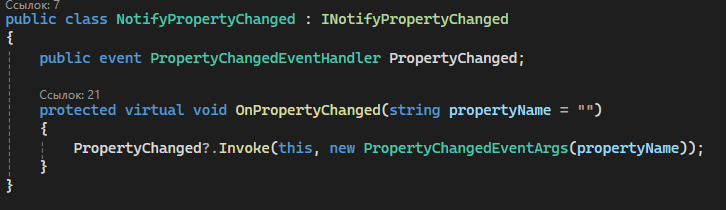 Ссылок: 7
public class NotifyPropertyChanged : INotifyPropertyChanged
{
public event PropertyChangedEventHandler PropertyChanged;
Ссылок: 21
protected virtual void OnPropertyChanged(string propertyName = "")
{
PropertyChanged?.Invoke(this, new PropertyChangedEventArgs(propertyName));
}
}